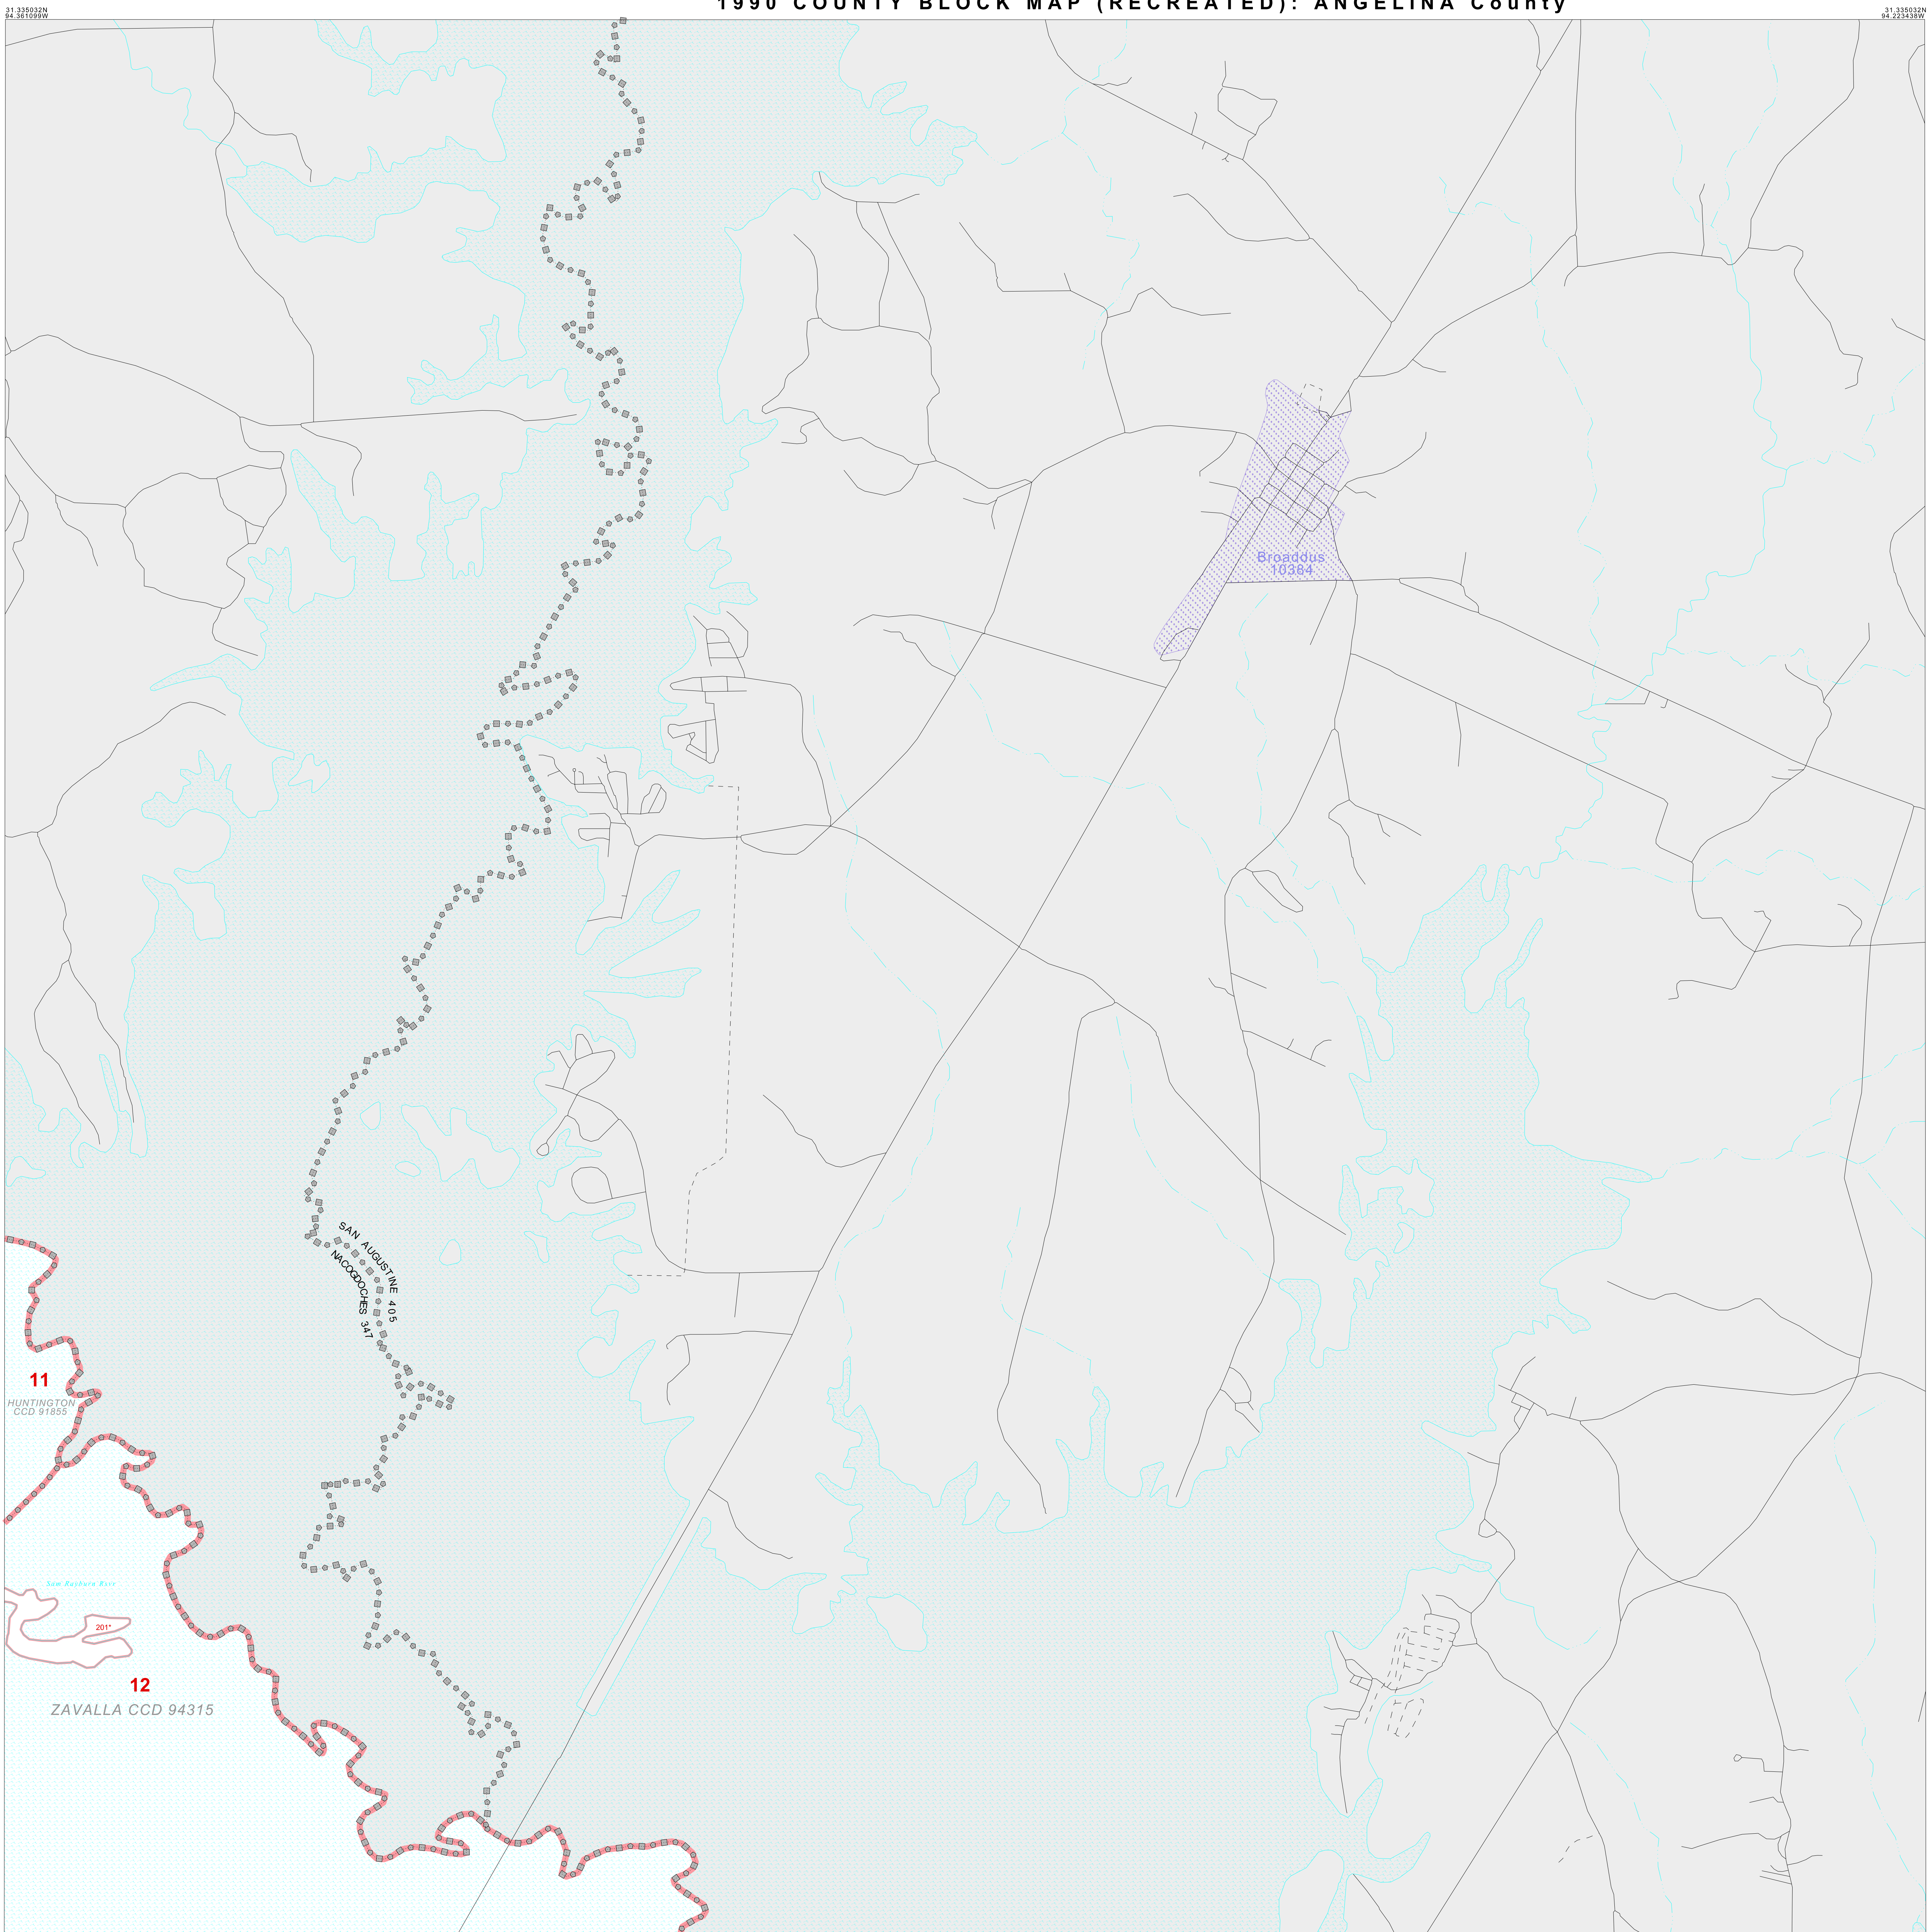 1990 COUNTY BLOCK MAP (RECREATED): ANGELINA County
31.335032N
94.361099W
31.335032N
94.223438W
Broaddus
10384
SAN AUGUSTINE 405
NACOGDOCHES 347
11
HUNTINGTON
CCD 91855
Sam Rayburn Rsvr
201*
12
ZAVALLA CCD 94315